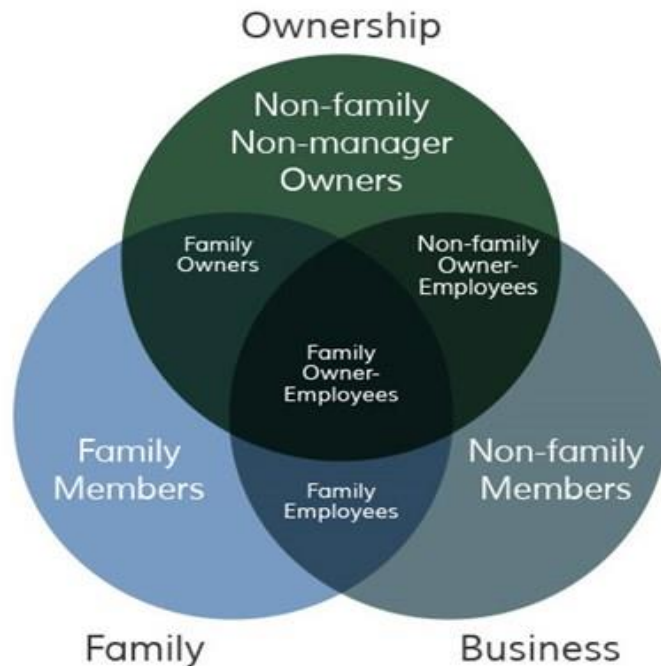 Ownership
Non-family
Non-manager
Owners
Family
Owners
Non-family
Owner-
Employees
Family
Owner-
Employees
Family
Members
Non-family
Members
Family
Employees
Family
Business